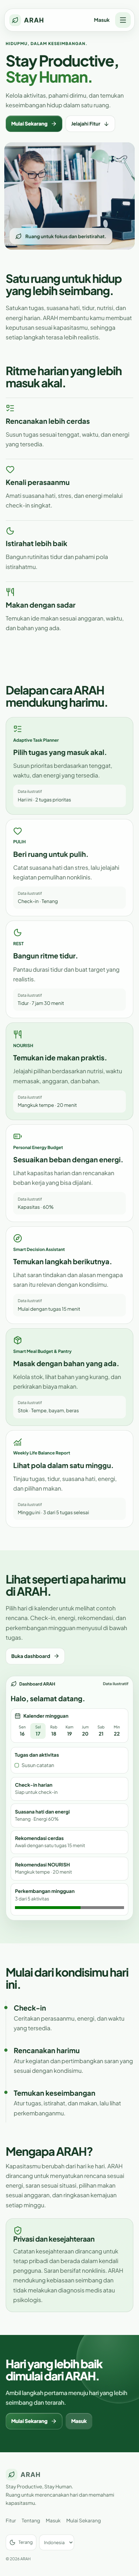 ARAH
Masuk
HIDUPMU, DALAM KESEIMBANGAN.
Stay Productive,
Stay Human.
Kelola aktivitas, pahami dirimu, dan temukan
keseimbangan hidup dalam satu ruang.
Mulai Sekarang →
Jelajahi Fitur ↓
Ruang untuk fokus dan beristirahat.
Satu ruang untuk hidup
yang lebih seimbang.
Satukan tugas, suasana hati, tidur, nutrisi, dan
energi harian. ARAH membantu kamu membuat
keputusan sesuai kapasitasmu, sehingga
setiap langkah terasa lebih realistis.
Ritme harian yang lebih
masuk akal.
Rencanakan lebih cerdas
Susun tugas sesuai tenggat, waktu, dan energi
yang tersedia.
Kenali perasaanmu
Amati suasana hati, stres, dan energi melalui
check-in singkat.
Istirahat lebih baik
Bangun rutinitas tidur dan pahami pola
istirahatmu.
Makan dengan sadar
Temukan ide makan sesuai anggaran, waktu,
dan bahan yang ada.
Delapan cara ARAH
mendukung harimu.
Adaptive Task Planner
Pilih tugas yang masuk akal.
Susun prioritas berdasarkan tenggat,
waktu, dan energi yang tersedia.
Data ilustratif
Hari ini · 2 tugas prioritas
PULIH
Beri ruang untuk pulih.
Catat suasana hati dan stres, lalu jelajahi
kegiatan pemulihan nonklinis.
Data ilustratif
Check-in · Tenang
REST
Bangun ritme tidur.
Pantau durasi tidur dan buat target yang
realistis.
Data ilustratif
Tidur · 7 jam 30 menit
NOURISH
Temukan ide makan praktis.
Jelajahi pilihan berdasarkan nutrisi, waktu
memasak, anggaran, dan bahan.
Data ilustratif
Mangkuk tempe · 20 menit
Personal Energy Budget
Sesuaikan beban dengan energi.
Lihat kapasitas harian dan rencanakan
beban kerja yang bisa dijalani.
Data ilustratif
Kapasitas · 60%
Smart Decision Assistant
Temukan langkah berikutnya.
Lihat saran tindakan dan alasan mengapa
saran itu relevan dengan kondisimu.
Data ilustratif
Mulai dengan tugas 15 menit
Smart Meal Budget & Pantry
Masak dengan bahan yang ada.
Kelola stok, lihat bahan yang kurang, dan
perkirakan biaya makan.
Data ilustratif
Stok · Tempe, bayam, beras
Weekly Life Balance Report
Lihat pola dalam satu minggu.
Tinjau tugas, tidur, suasana hati, energi,
dan pilihan makan.
Data ilustratif
Minggu ini · 3 dari 5 tugas selesai
Lihat seperti apa harimu
di ARAH.
Pilih hari di kalender untuk melihat contoh
rencana. Check-in, energi, rekomendasi, dan
perkembangan mingguan menyusul di bawah
tugas.
Buka dashboard →
Dashboard ARAH
Data ilustratif
Halo, selamat datang.
Kalender mingguan
Sen Sel Rab Kam Jum Sab Min
16 17 18 19 20 21 22
Tugas dan aktivitas
Susun catatan
Check-in harian
Siap untuk check-in
Suasana hati dan energi
Tenang · Energi 60%
Rekomendasi cerdas
Awali dengan satu tugas 15 menit
Rekomendasi NOURISH
Mangkuk tempe · 20 menit
Perkembangan mingguan
3 dari 5 aktivitas
Mulai dari kondisimu hari
ini.
Check-in
Ceritakan perasaanmu, energi, dan waktu
yang tersedia.
Rencanakan harimu
Atur kegiatan dan pertimbangkan saran yang
sesuai dengan kondisimu.
Temukan keseimbangan
Atur tugas, istirahat, dan makan, lalu lihat
perkembanganmu.
Mengapa ARAH?
Kapasitasmu berubah dari hari ke hari. ARAH
dirancang untuk menyertakan rencana sesuai
energi, saran sesuai situasi, pilihan makan
sesuai anggaran, dan ringkasan kemajuan
setiap minggu.
Privasi dan kesejahteraan
Catatan kesejahteraan dirancang untuk
tetap pribadi dan berada dalam kendali
pengguna. Saran bersifat nonklinis. ARAH
mendukung kebiasaan seimbang dan
tidak melakukan diagnosis medis atau
psikologis.
Hari yang lebih baik
dimulai dari ARAH.
Ambil langkah pertama menuju hari yang lebih
seimbang dan terarah.
Mulai Sekarang →
Masuk
ARAH
Stay Productive, Stay Human.
Ruang untuk merencanakan hari dan memahami
kapasitasmu.
Fitur Tentang Masuk Mulai Sekarang
Terang
Indonesia
© 2026 ARAH